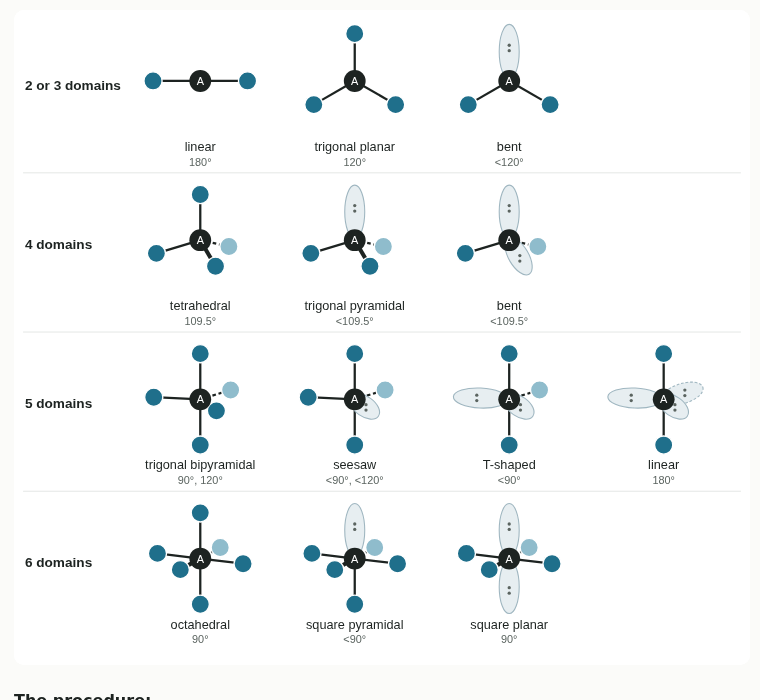 A A A
2 or 3 domains
linear trigonal planar bent
180° 120° <120°
A A A
4 domains
tetrahedral trigonal pyramidal bent
109.5° <109.5° <109.5°
A A A A
5 domains
trigonal bipyramidal seesaw T-shaped linear
90°, 120° <90°, <120° <90° 180°
A A A
6 domains
octahedral square pyramidal square planar
90° <90° 90°
The procedure: